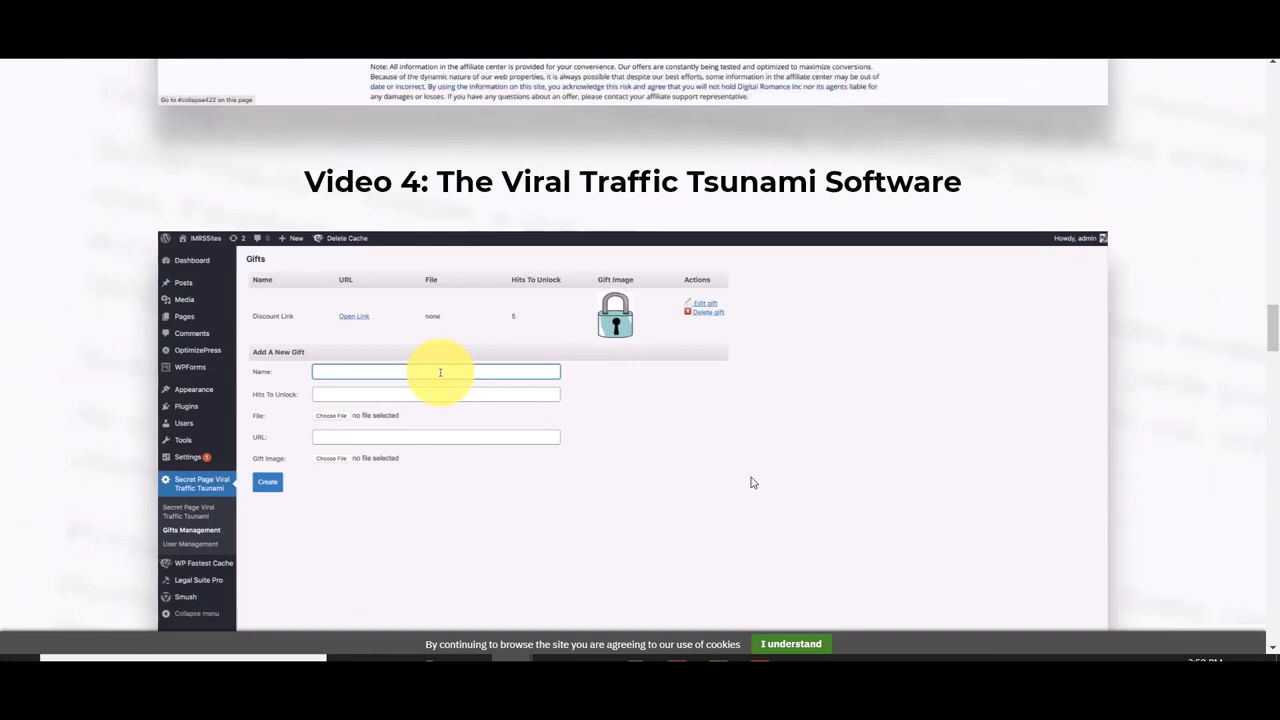 Note: All information in the affiliate center is provided for your convenience. Our offers are constantly being tested and optimized to maximize conversions.
Because of the dynamic nature of our web properties, it is always possible that despite our best efforts, some information in the affiliate center may be out of
date or incorrect. By using the information on this site, you acknowledge this risk and agree that you will not hold Digital Romance Inc nor its agents liable for
any damages or losses. If you have any questions about an offer, please contact your affiliate support representative.
Go to #collapse422 on this page
Video 4: The Viral Traffic Tsunami Software
IMRSSites 2 0 New Delete Cache Howdy, admin
Dashboard
Posts
Media
Pages
Comments
OptimizePress
WPForms
Appearance
Plugins
Users
Tools
Settings 1
Secret Page Viral
Traffic Tsunami
Secret Page Viral
Traffic Tsunami
Gifts Management
User Management
WP Fastest Cache
Legal Suite Pro
Smush
Collapse menu
Gifts
Name URL File Hits To Unlock Gift Image Actions
Discount Link Open Link none 5 Edit gift
Delete gift
Add A New Gift
Name:
Hits To Unlock:
File: Choose File no file selected
URL:
Gift Image: Choose File no file selected
Create
By continuing to browse the site you are agreeing to our use of cookies I understand